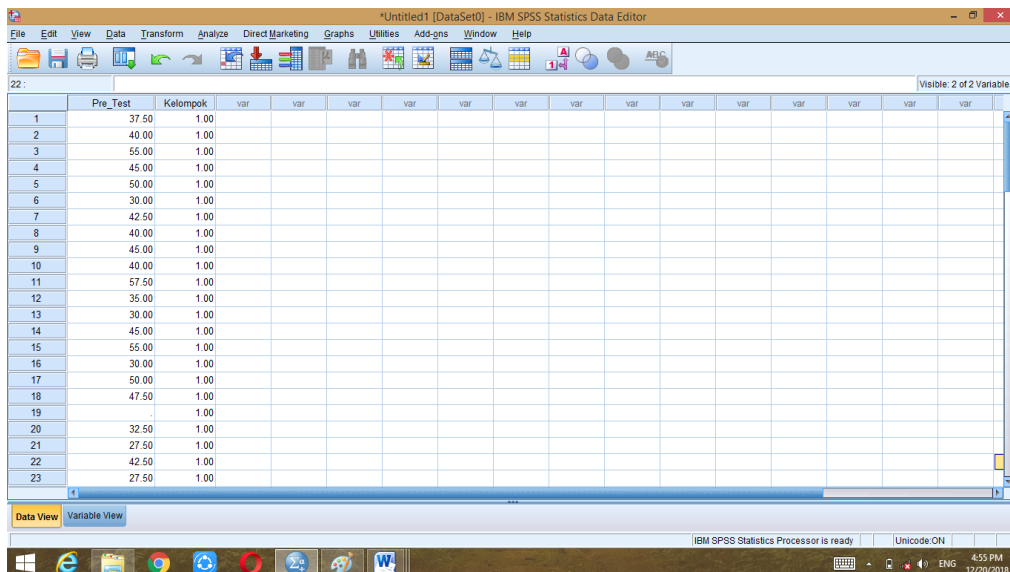 *Untitled1 [DataSet0] - IBM SPSS Statistics Data Editor
File Edit View Data Transform Analyze Direct Marketing Graphs Utilities Add-ons Window Help
22 :
Visible: 2 of 2 Variable
Pre_Test Kelompok var var var var var var var var var var var var var
1 37.50 1.00
2 40.00 1.00
3 55.00 1.00
4 45.00 1.00
5 50.00 1.00
6 30.00 1.00
7 42.50 1.00
8 40.00 1.00
9 45.00 1.00
10 40.00 1.00
11 57.50 1.00
12 35.00 1.00
13 30.00 1.00
14 45.00 1.00
15 55.00 1.00
16 30.00 1.00
17 50.00 1.00
18 47.50 1.00
19 . 1.00
20 32.50 1.00
21 27.50 1.00
22 42.50 1.00
23 27.50 1.00
Data View Variable View
IBM SPSS Statistics Processor is ready Unicode:ON
ENG 4:55 PM
12/20/2018